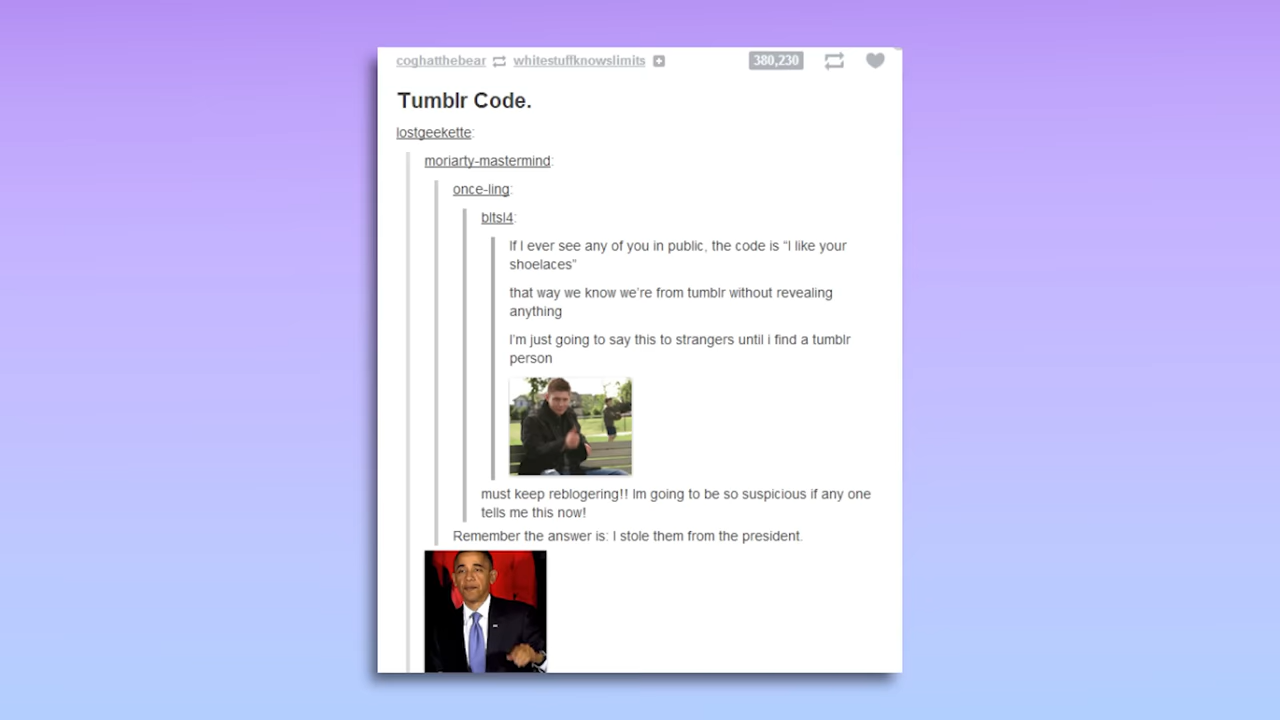 coghatthebear whitestuffknowslimits 380,230
Tumblr Code.
lostgeekette:
moriarty-mastermind:
once-ling:
bltsl4:
If I ever see any of you in public, the code is “I like your
shoelaces”
that way we know we're from tumblr without revealing
anything
I'm just going to say this to strangers until i find a tumblr
person
must keep reblogering!! Im going to be so suspicious if any one
tells me this now!
Remember the answer is: I stole them from the president.